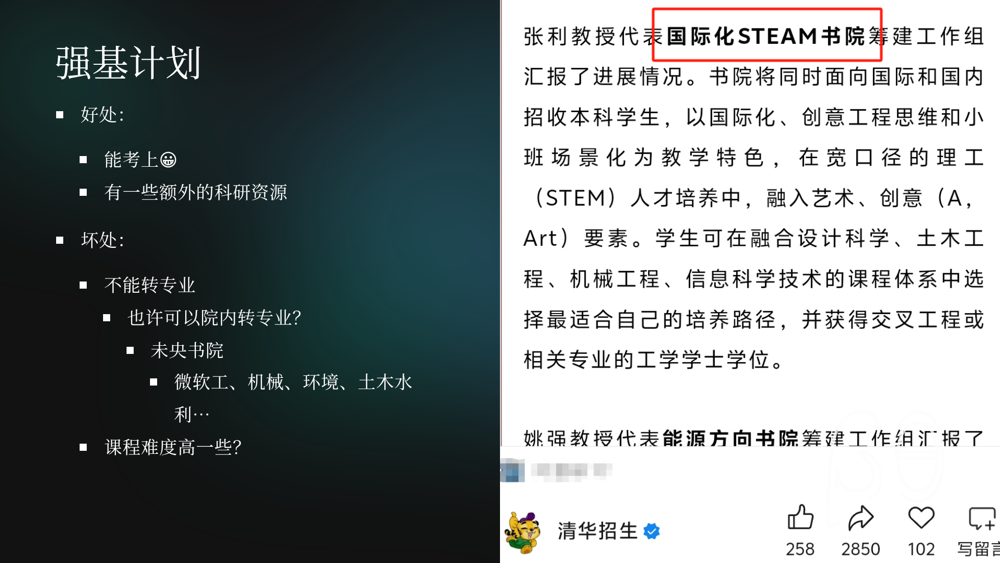 强基计划
好处：
能考上😀
有一些额外的科研资源
坏处：
不能转专业
也许可以院内转专业？
未央书院
微软工、机械、环境、土木水
利…
课程难度高一些？
张利教授代表国际化STEAM书院筹建工作组
汇报了进展情况。书院将同时面向国际和国内
招收本科学生，以国际化、创意工程思维和小
班场景化为教学特色，在宽口径的理工
（STEM）人才培养中，融入艺术、创意（A，
Art）要素。学生可在融合设计科学、土木工
程、机械工程、信息科学技术的课程体系中选
择最适合自己的培养路径，并获得交叉工程或
相关专业的工学学士学位。
姚强教授代表能源方向书院筹建工作组汇报了
清华招生
258
2850
102
写留言